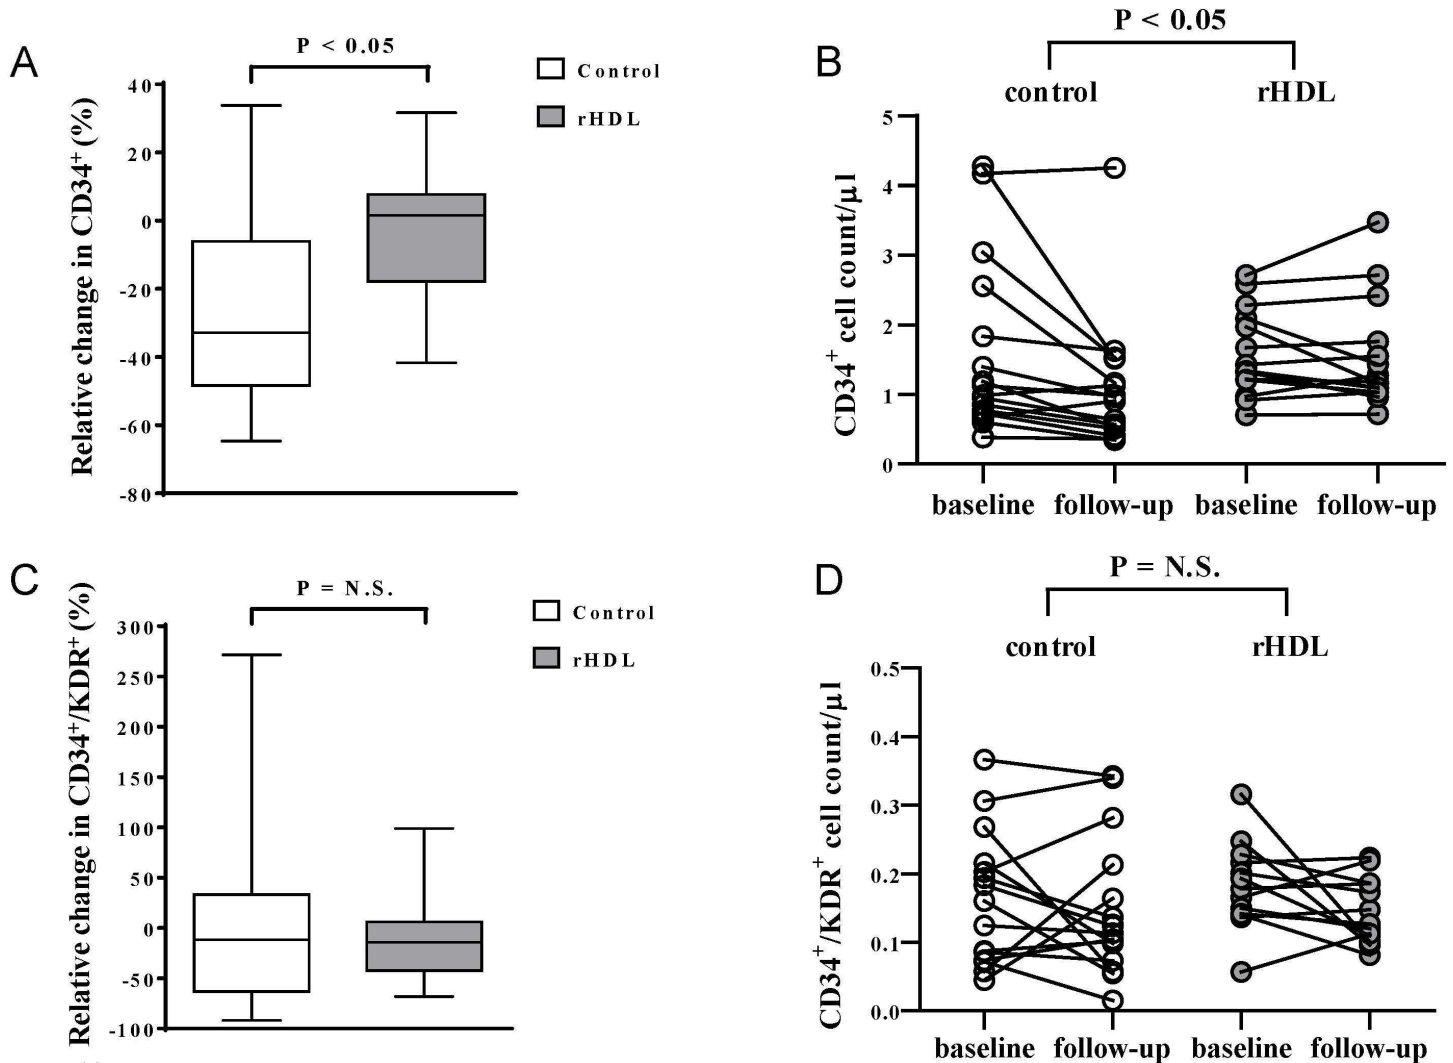 A
P < 0.05
Control
rHDL
Relative change in CD34+ (%)
40
20
0
-20
-40
-60
-80
B
P < 0.05
control rHDL
CD34+ cell count/μl
5
4
3
2
1
0
baseline follow-up baseline follow-up
C
P = N.S.
Control
rHDL
Relative change in CD34+/KDR+ (%)
300
250
200
150
100
50
0
-50
-100
D
P = N.S.
control rHDL
CD34+/KDR+ cell count/μl
0.5
0.4
0.3
0.2
0.1
0.0
baseline follow-up baseline follow-up